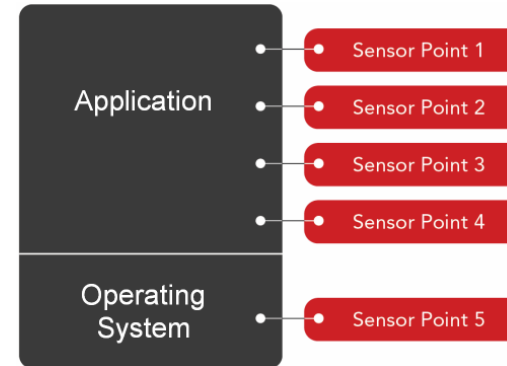 Sensor Point 1
Application
Sensor Point 2
Sensor Point 3
Sensor Point 4
Operating
System
Sensor Point 5